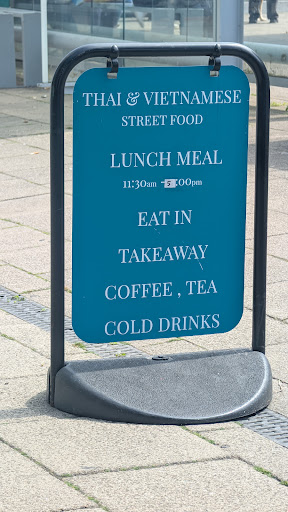 THAI & VIETNAMESE
STREET FOOD
LUNCH MEAL
11:30am - 5:00pm
EAT IN
TAKEAWAY
COFFEE , TEA
COLD DRINKS